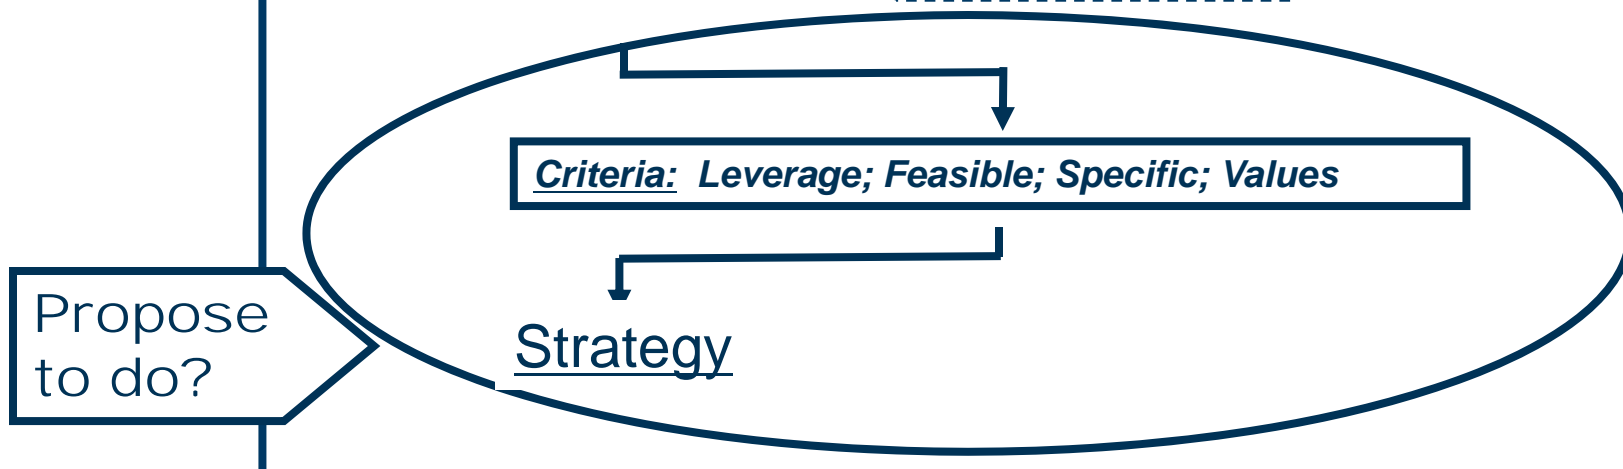 Criteria: Leverage; Feasible; Specific; Values
Propose
to do?
Strategy